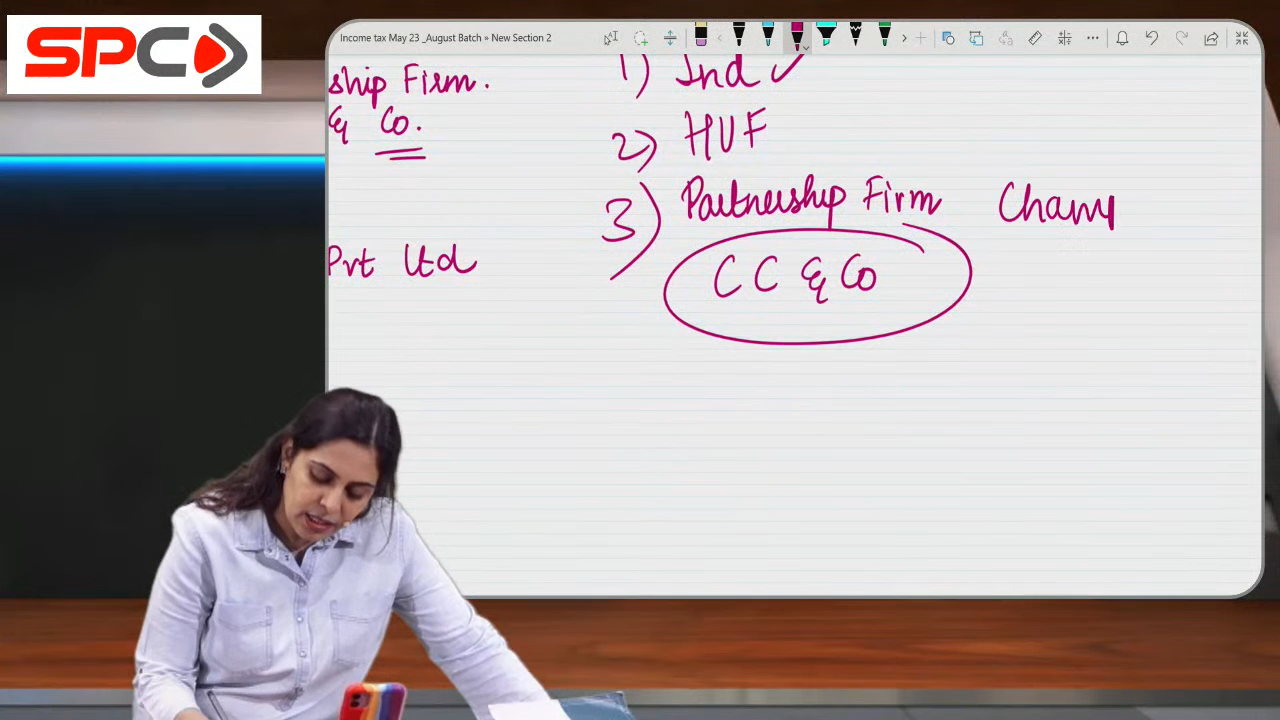 SPC
Income tax May 23 _August Batch » New Section 2
ship Firm.
& Co.
Pvt Ltd
1) Ind ✓
2) HUF
3) Partnership Firm Cham
CC & Co